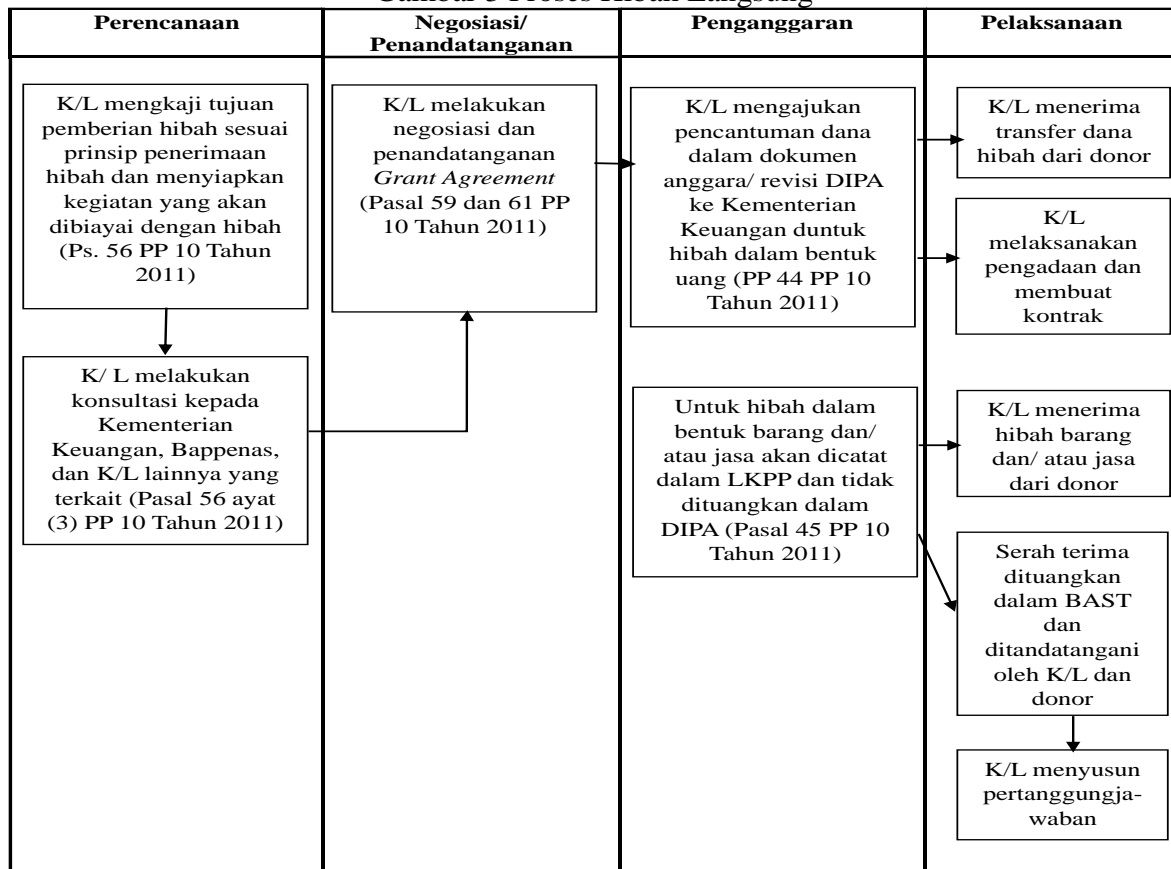 Gambar 3 Proses Hibah Langsung
Perencanaan
Negosiasi/
Penandatanganan
Penganggaran
Pelaksanaan
K/L mengkaji tujuan
pemberian hibah sesuai
prinsip penerimaan
hibah dan menyiapkan
kegiatan yang akan
dibiayai dengan hibah
(Ps. 56 PP 10 Tahun
2011)
K/ L melakukan
konsultasi kepada
Kementerian
Keuangan, Bappenas,
dan K/L lainnya yang
terkait (Pasal 56 ayat
(3) PP 10 Tahun 2011)
K/L melakukan
negosiasi dan
penandatanganan
Grant Agreement
(Pasal 59 dan 61 PP
10 Tahun 2011)
K/L mengajukan
pencantuman dana
dalam dokumen
anggara/ revisi DIPA
ke Kementerian
Keuangan duntuk
hibah dalam bentuk
uang (PP 44 PP 10
Tahun 2011)
Untuk hibah dalam
bentuk barang dan/
atau jasa akan dicatat
dalam LKPP dan tidak
dituangkan dalam
DIPA (Pasal 45 PP 10
Tahun 2011)
K/L menerima
transfer dana
hibah dari donor
K/L
melaksanakan
pengadaan dan
membuat
kontrak
K/L menerima
hibah barang
dan/ atau jasa
dari donor
Serah terima
dituangkan
dalam BAST
dan
ditandatangani
oleh K/L dan
donor
K/L menyusun
pertanggungja-
waban